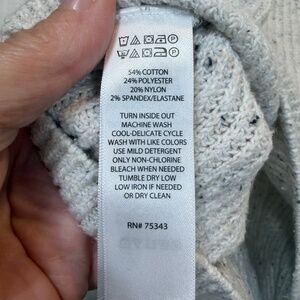 54% COTTON
24% POLYESTER
20% NYLON
2% SPANDEX/ELASTANE
TURN INSIDE OUT
MACHINE WASH
COOL-DELICATE CYCLE
WASH WITH LIKE COLORS
USE MILD DETERGENT
ONLY NON-CHLORINE
BLEACH WHEN NEEDED
TUMBLE DRY LOW
LOW IRON IF NEEDED
OR DRY CLEAN
RN# 75343